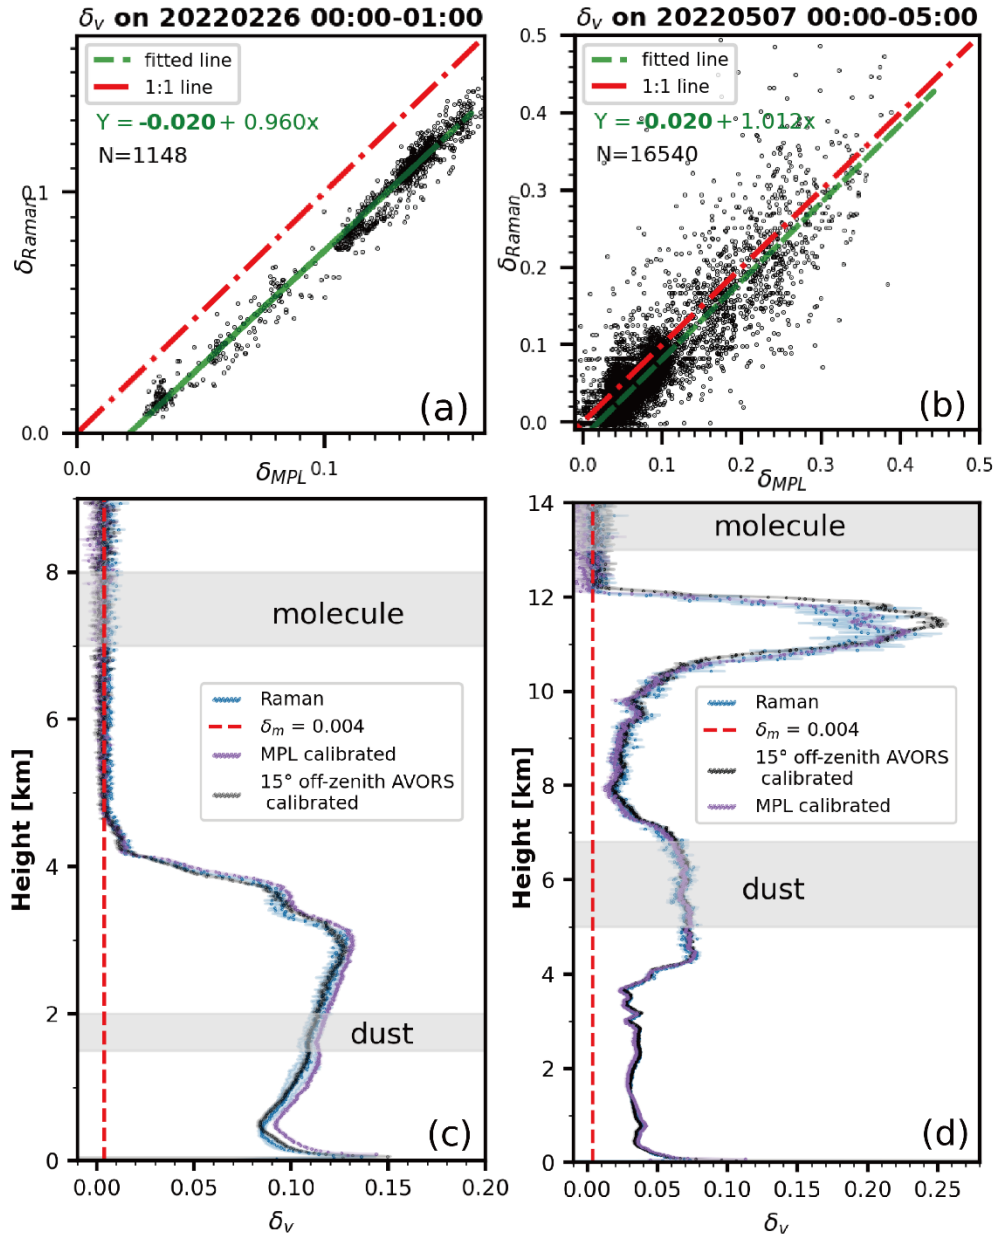 δv on 20220226 00:00-01:00
fitted line
1:1 line
Y = -0.020 + 0.960x
N=1148
0.1
0.0
δRaman
0.0
0.1
δMPL
(a)
δv on 20220507 00:00-05:00
fitted line
1:1 line
Y = -0.020 + 1.012x
N=16540
0.5
0.4
0.3
0.2
0.1
0.0
δRaman
0.0
0.1
0.2
0.3
0.4
0.5
δMPL
(b)
molecule
Raman
δm = 0.004
MPL calibrated
15° off-zenith AVORS
calibrated
dust
(c)
8
6
4
2
0
Height [km]
0.00
0.05
0.10
0.15
0.20
δv
molecule
Raman
δm = 0.004
15° off-zenith AVORS
calibrated
MPL calibrated
dust
(d)
14
12
10
8
6
4
2
0
Height [km]
0.00
0.05
0.10
0.15
0.20
0.25
δv